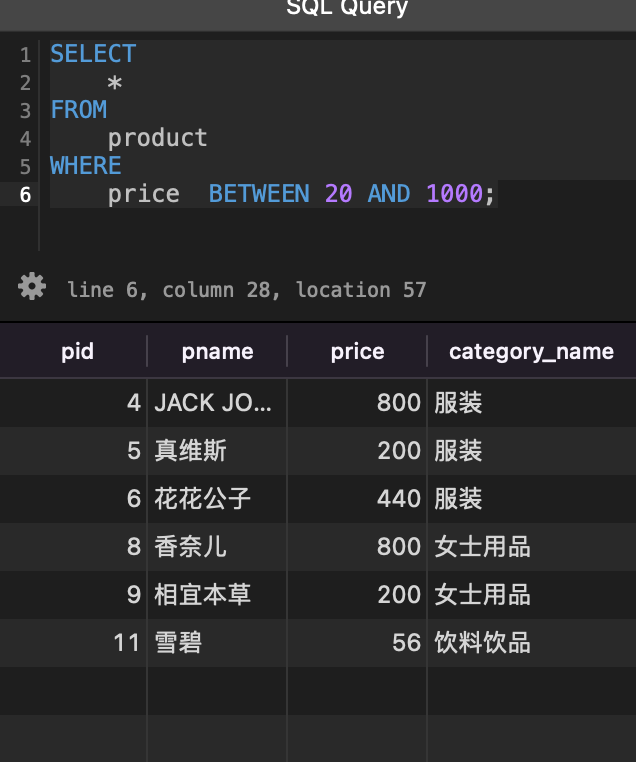 SQL Query
1 SELECT
2     *
3 FROM
4     product
5 WHERE
6     price  BETWEEN 20 AND 1000;
line 6, column 28, location 57
pid pname price category_name
4 JACK JO... 800 服装
5 真维斯 200 服装
6 花花公子 440 服装
8 香奈儿 800 女士用品
9 相宜本草 200 女士用品
11 雪碧 56 饮料饮品